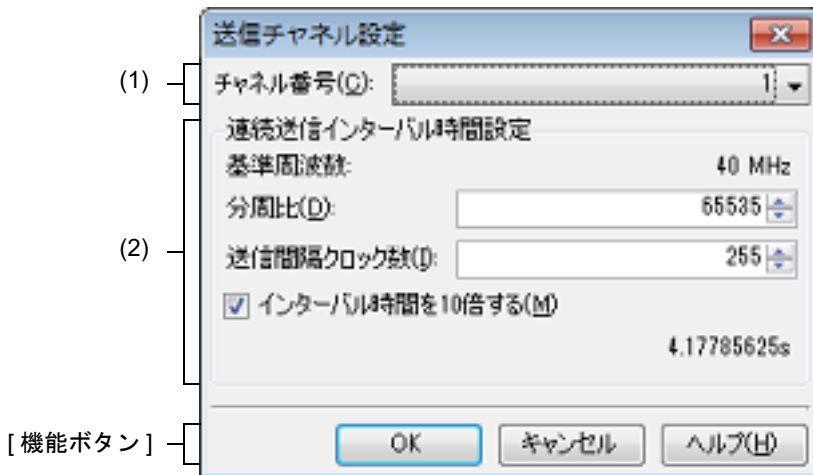 送信チャネル設定
(1)
チャネル番号(C):
1
連続送信インターバル時間設定
基準周波数:
40 MHz
分周比(D):
65535
(2)
送信間隔クロック数(I):
255
インターバル時間を10倍する(M)
4.17785625s
[ 機能ボタン ]
OK
キャンセル
ヘルプ(H)